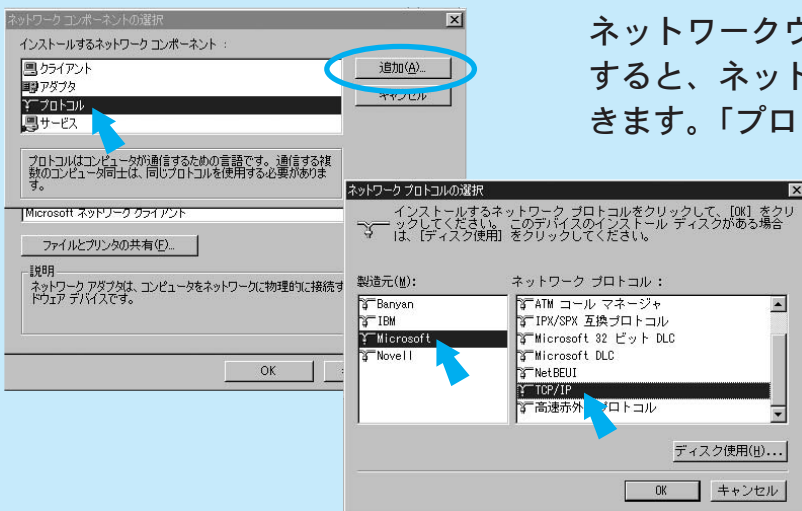 ネットワーク コンポーネントの選択
インストールするネットワーク コンポーネント :
クライアント
アダプタ
プロトコル
サービス
追加(A)...
キャンセル
プロトコルはコンピュータが通信するための言語です。通信する複
数のコンピュータ同士は、同じプロトコルを使用する必要がありま
す。
Microsoft ネットワーク クライアント
ファイルとプリンタの共有(F)...
説明
ネットワーク アダプタは、コンピュータをネットワークに物理的に接続す
ドウェア デバイスです。
OK
ネットワーク
すると、ネット
きます。「プロ
ネットワーク プロトコルの選択
インストールするネットワーク プロトコルをクリックして、[OK] をクリ
ックしてください。 このデバイスのインストール ディスクがある場合
は、[ディスク使用] をクリックしてください。
製造元(M):
Banyan
IBM
Microsoft
Novell
ネットワーク プロトコル :
ATM コール マネージャ
IPX/SPX 互換プロトコル
Microsoft 32 ビット DLC
Microsoft DLC
NetBEUI
TCP/IP
高速赤外 プロトコル
ディスク使用(H)...
OK
キャンセル